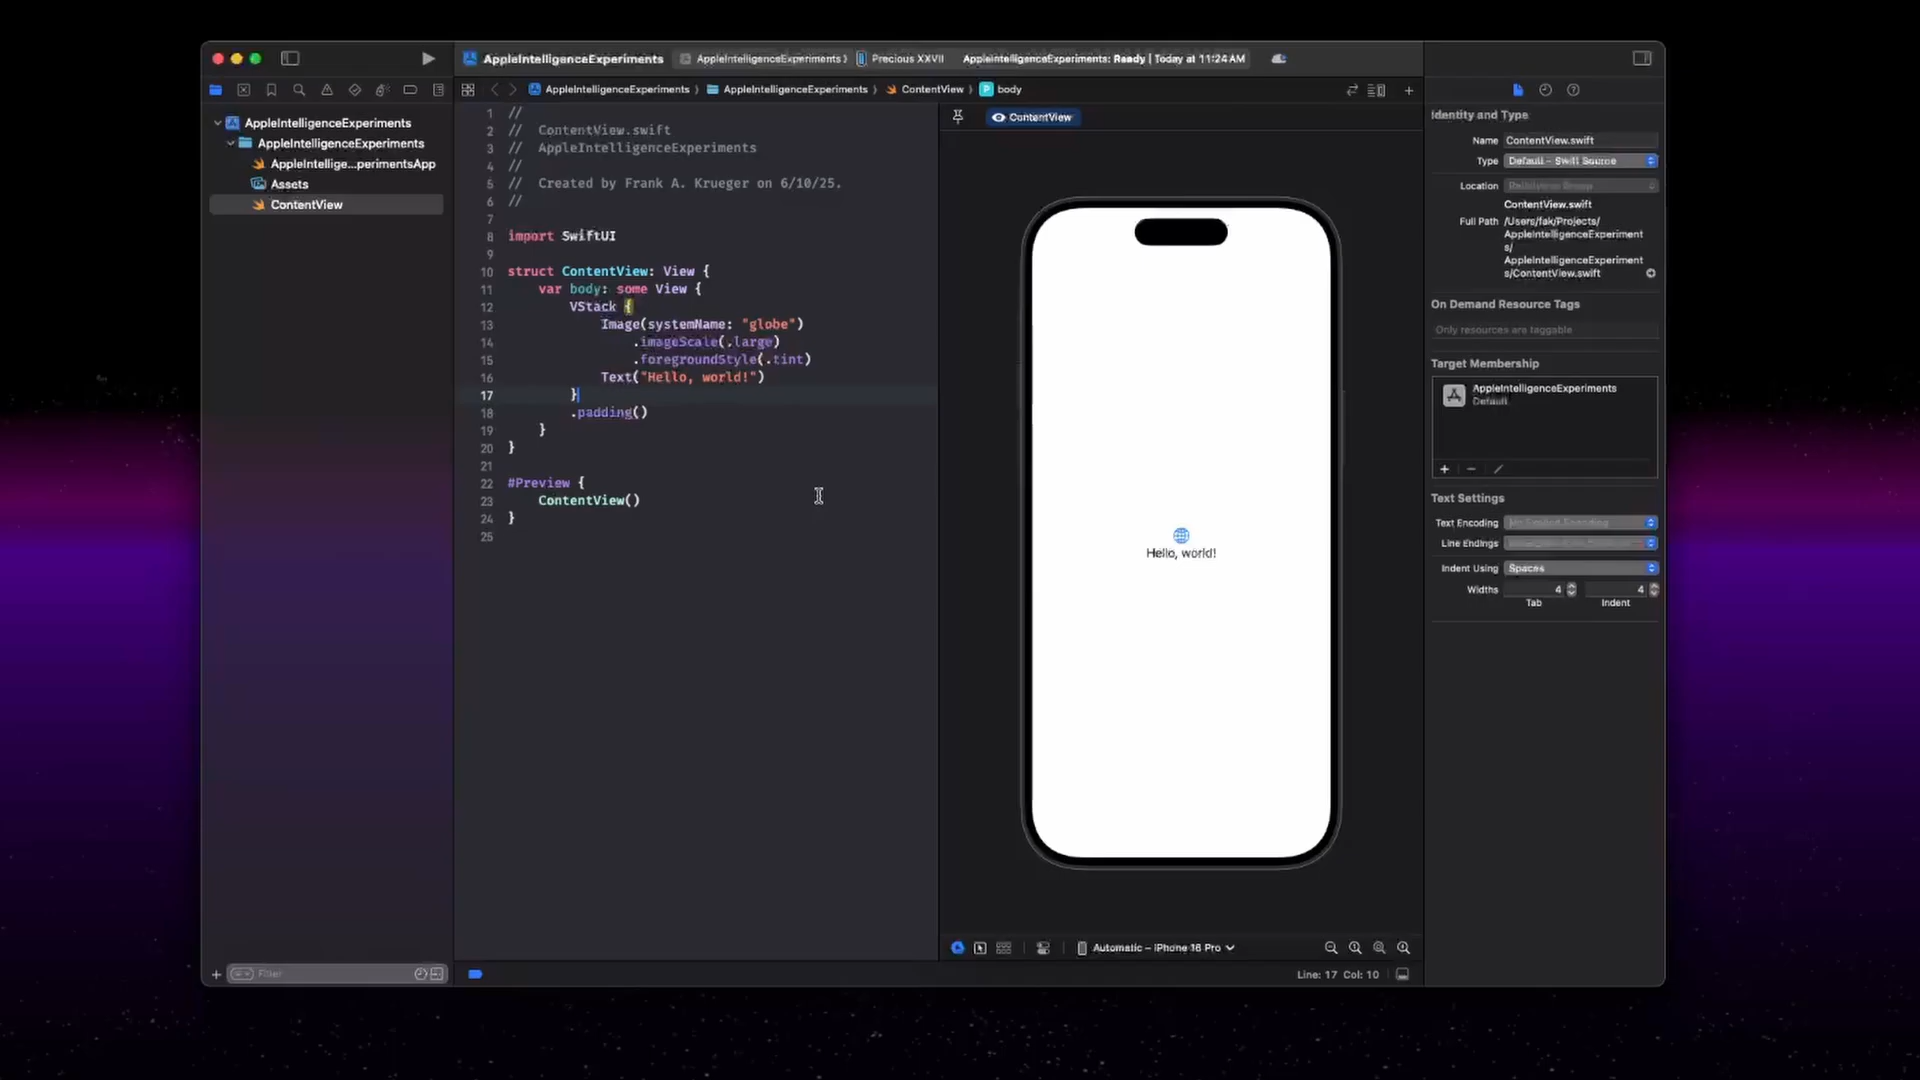 AppleIntelligenceExperiments
AppleIntelligenceExperiments
Precious XXVII
AppleIntelligenceExperiments: Ready | Today at 11:24 AM
AppleIntelligenceExperiments
AppleIntelligenceExperiments
ContentView
body
AppleIntelligenceExperiments
AppleIntelligenceExperiments
AppleIntellige...perimentsApp
Assets
ContentView
Filter
1 //
2 // ContentView.swift
3 // AppleIntelligenceExperiments
4 //
5 // Created by Frank A. Krueger on 6/10/25.
6 //
7
8 import SwiftUI
9
10 struct ContentView: View {
11 var body: some View {
12 VStack {
13 Image(systemName: "globe")
14 .imageScale(.large)
15 .foregroundStyle(.tint)
16 Text("Hello, world!")
17 }
18 .padding()
19 }
20 }
21
22 #Preview {
23 ContentView()
24 }
25
ContentView
Hello, world!
Automatic – iPhone 16 Pro
Line: 17 Col: 10
Identity and Type
Name ContentView.swift
Type Default - Swift Source
Location
ContentView.swift
Full Path /Users/fak/Projects/
AppleIntelligenceExperiment
s/
AppleIntelligenceExperiment
s/ContentView.swift
On Demand Resource Tags
Only resources are taggable
Target Membership
AppleIntelligenceExperiments
Default
Text Settings
Text Encoding
Line Endings
Indent Using Spaces
Widths 4 4
Tab Indent